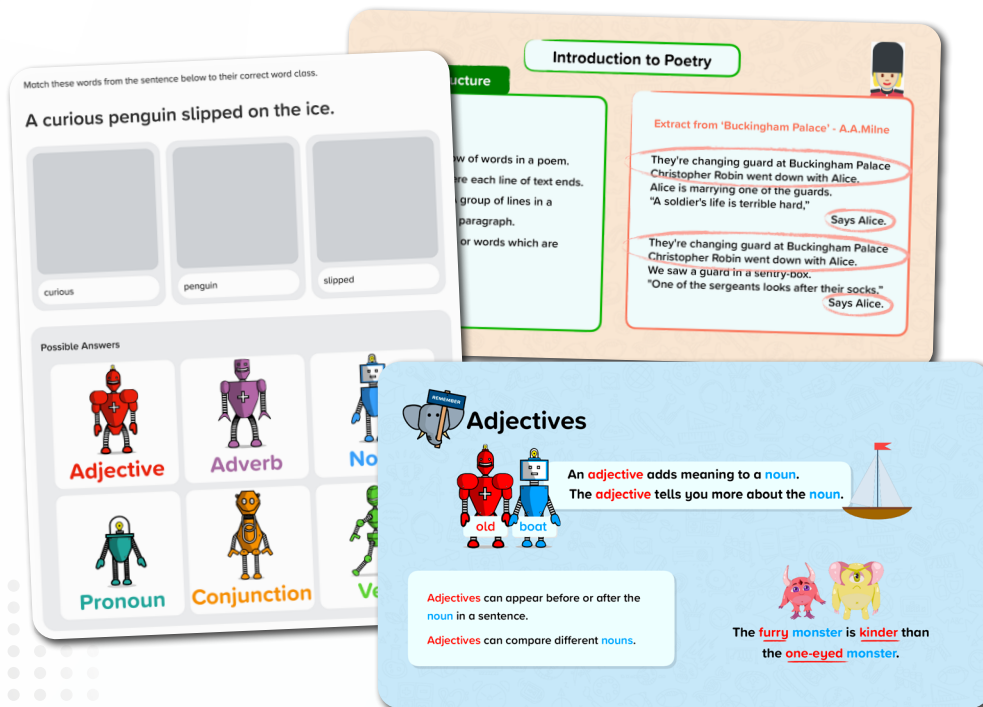 Match these words from the sentence below to their correct word class.
A curious penguin slipped on the ice.
curious
penguin
slipped
Possible Answers
Adjective
Adverb
Pronoun
Conjunction
Introduction to Poetry
of words in a poem.
each line of text ends.
group of lines in a
paragraph.
or words which are
Extract from ‘Buckingham Palace’ - A.A.Milne
They're changing guard at Buckingham Palace
Christopher Robin went down with Alice.
Alice is marrying one of the guards.
"A soldier's life is terrible hard,"
Says Alice.
They're changing guard at Buckingham Palace
Christopher Robin went down with Alice.
We saw a guard in a sentry-box.
"One of the sergeants looks after their socks,"
Says Alice.
REMEMBER
Adjectives
An adjective adds meaning to a noun.
The adjective tells you more about the noun.
old
boat
Adjectives can appear before or after the
noun in a sentence.
Adjectives can compare different nouns.
The furry monster is kinder than
the one-eyed monster.